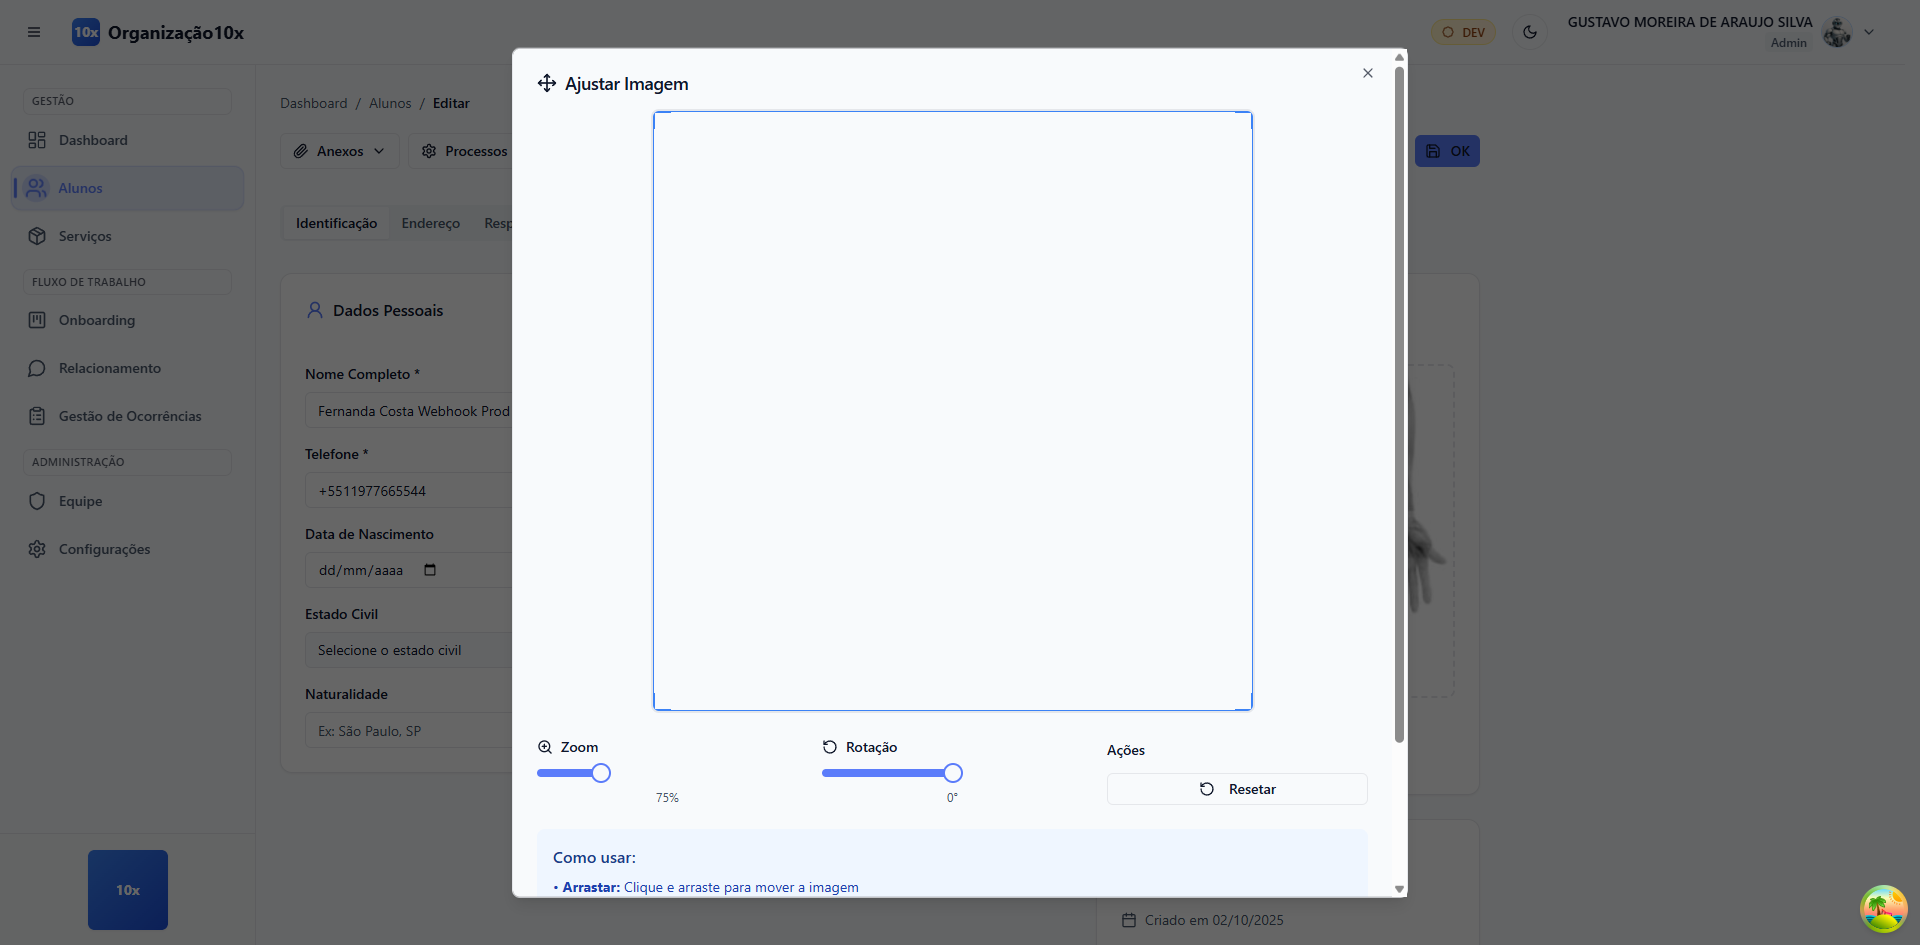 10x Organização10x
DEV
GUSTAVO MOREIRA DE ARAUJO SILVA
Admin
GESTÃO
Dashboard
Alunos
Serviços
FLUXO DE TRABALHO
Onboarding
Relacionamento
Gestão de Ocorrências
ADMINISTRAÇÃO
Equipe
Configurações
10x
Dashboard / Alunos / Editar
Anexos
Processos
OK
Identificação
Endereço
Resp
Dados Pessoais
Nome Completo *
Fernanda Costa Webhook Prod
Telefone *
+5511977665544
Data de Nascimento
dd/mm/aaaa
Estado Civil
Selecione o estado civil
Naturalidade
Ex: São Paulo, SP
Ajustar Imagem
Zoom
75%
Rotação
0°
Ações
Resetar
Como usar:
• Arrastar: Clique e arraste para mover a imagem
Criado em 02/10/2025